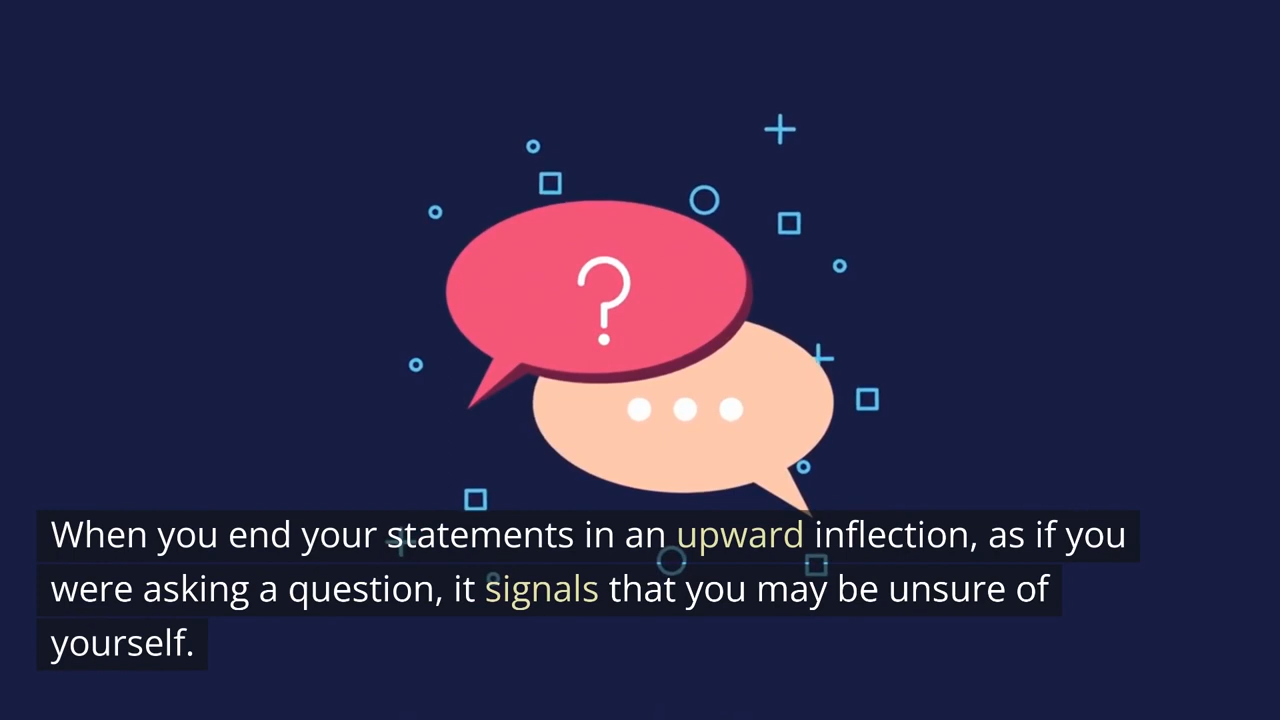 ?
When you end your statements in an upward inflection, as if you
were asking a question, it signals that you may be unsure of
yourself.